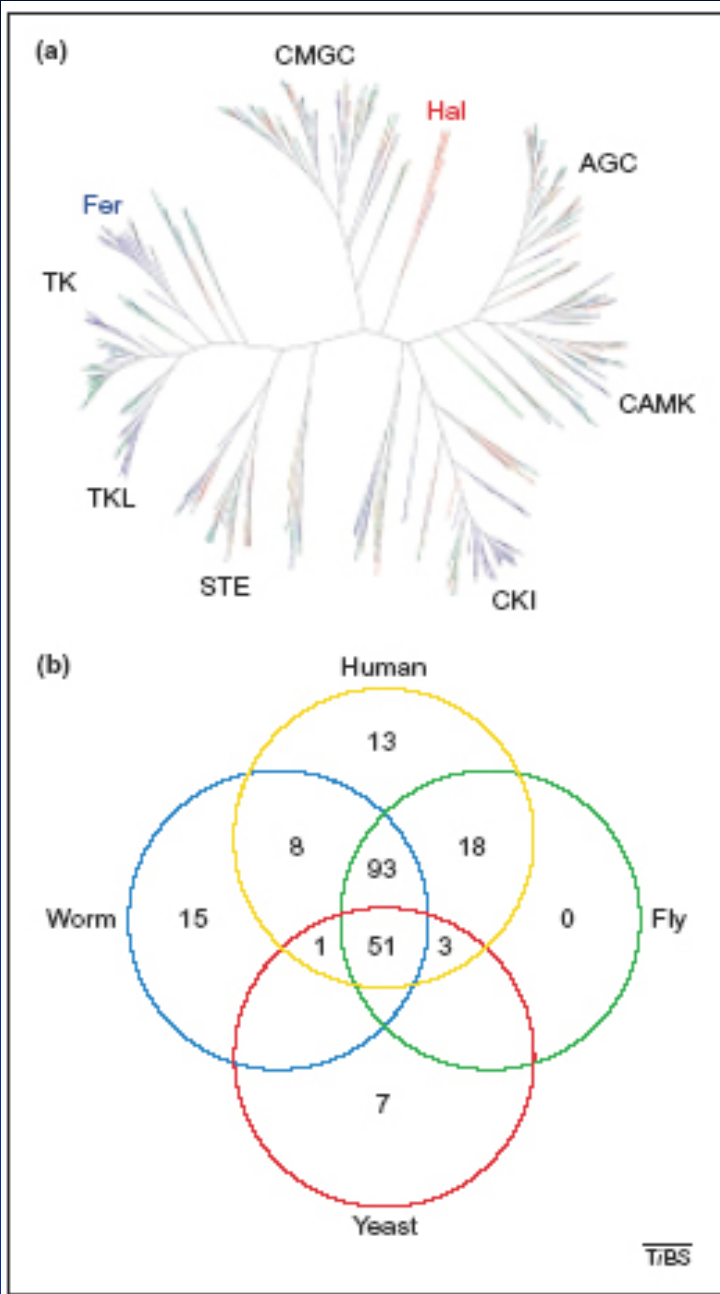 (a)
CMGC
Hal
AGC
Fer
TK
CAMK
TKL
STE
CKI
(b)
Human
13
8
93
18
Worm
15
1
51
3
0
Fly
7
Yeast
TiBS